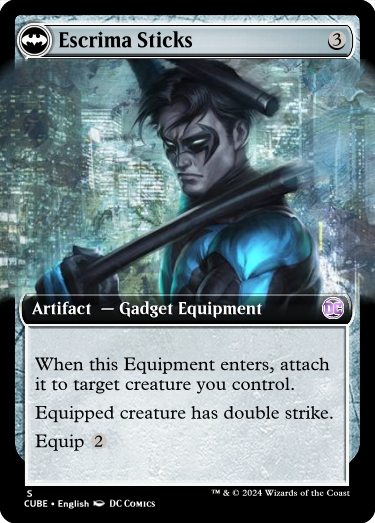 Escrima Sticks 3
Artifact — Gadget Equipment
DC
When this Equipment enters, attach
it to target creature you control.
Equipped creature has double strike.
Equip 2
S
CUBE • English DC COMICS
™ & © 2024 Wizards of the Coast